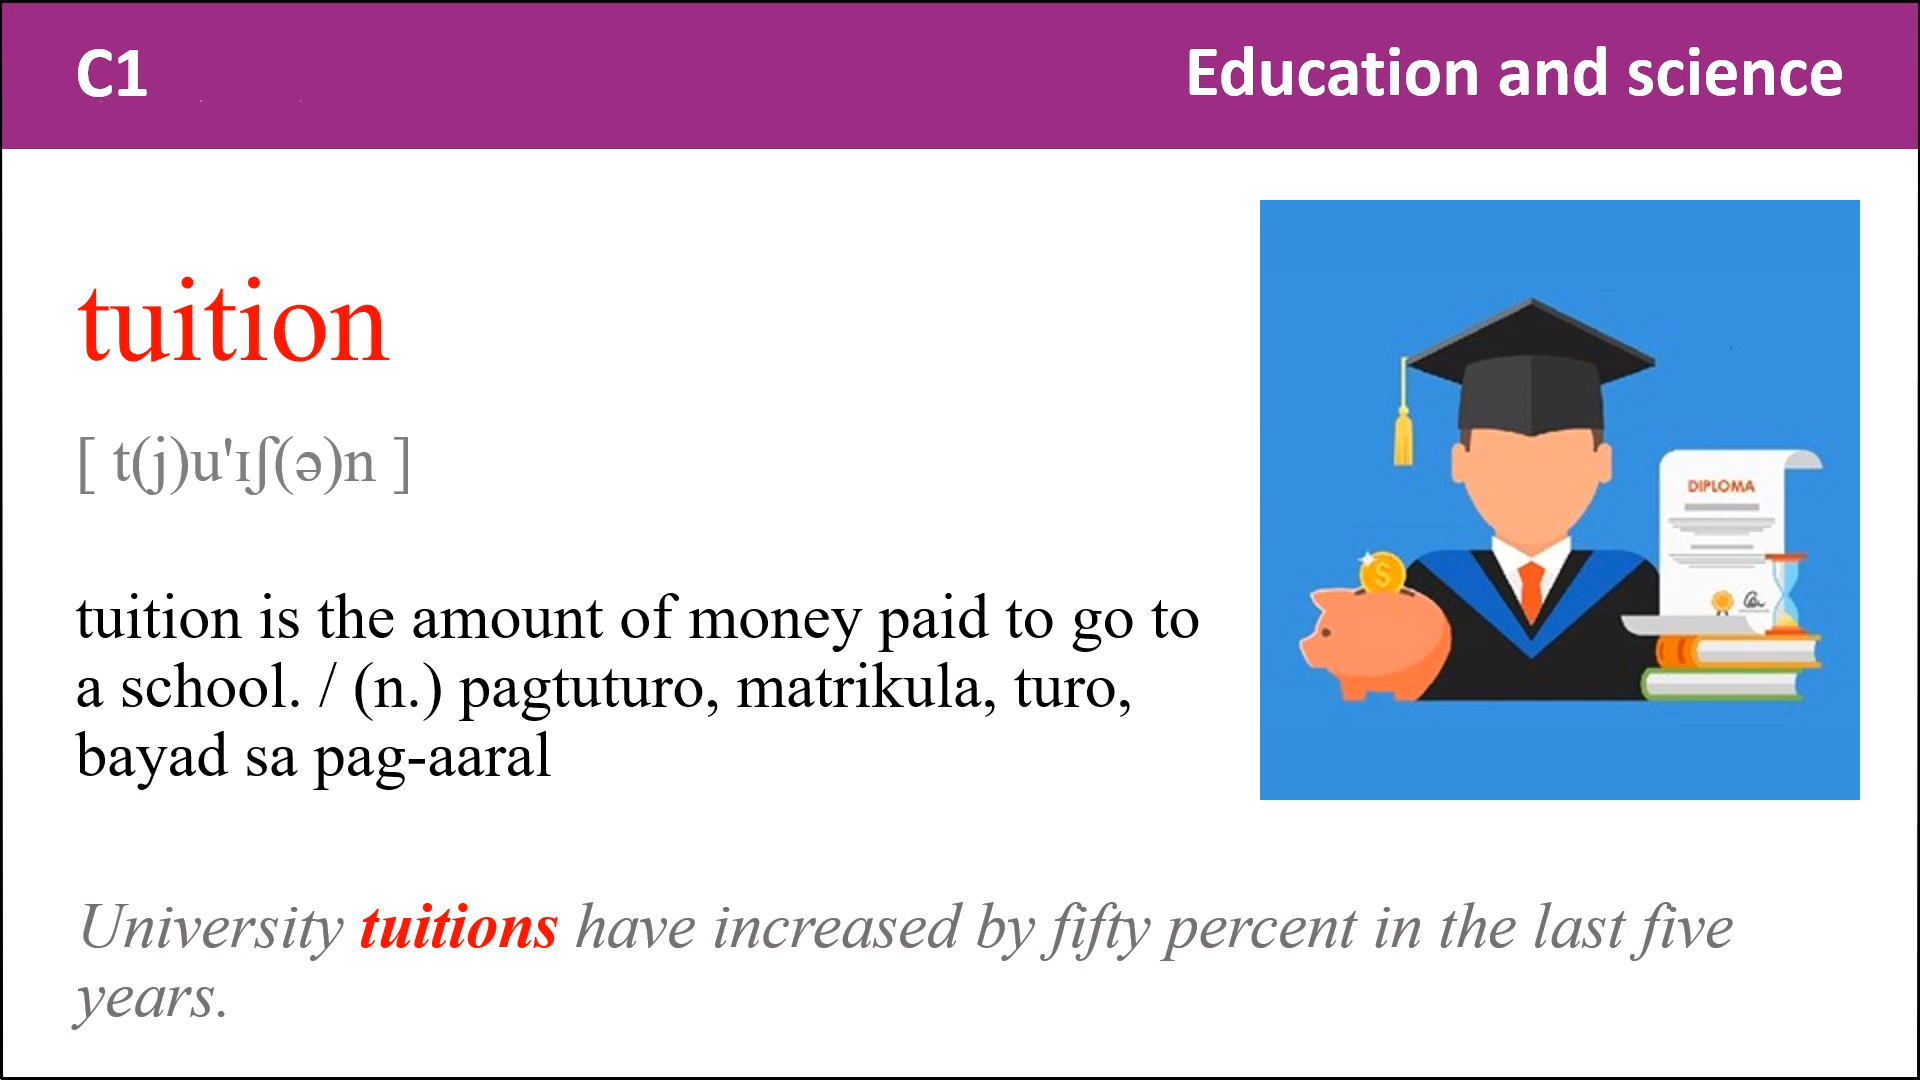 C1
Education and science
tuition
[ t(j)u'ɪʃ(ə)n ]
tuition is the amount of money paid to go to
a school. / (n.) pagtuturo, matrikula, turo,
bayad sa pag-aaral
DIPLOMA
$
University tuitions have increased by fifty percent in the last five
years.